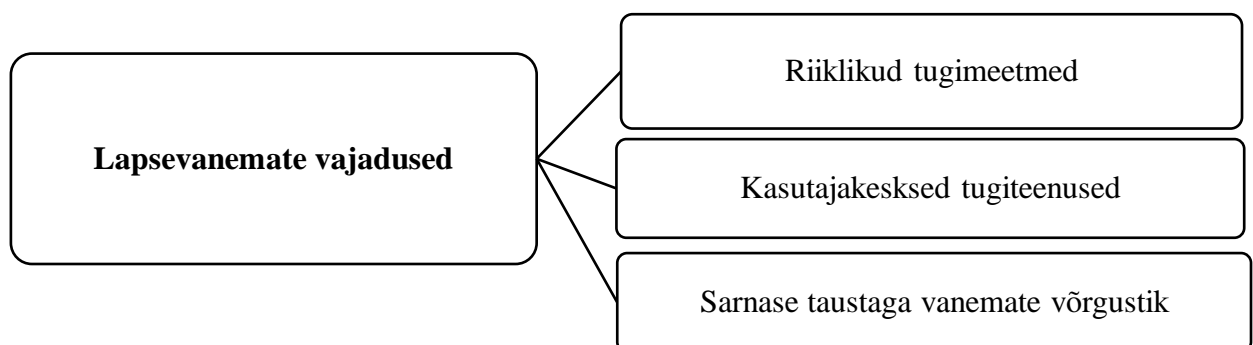 Lapsevanemate vajadused
Riiklikud tugimeetmed
Kasutajakesksed tugiteenused
Sarnase taustaga vanemate võrgustik